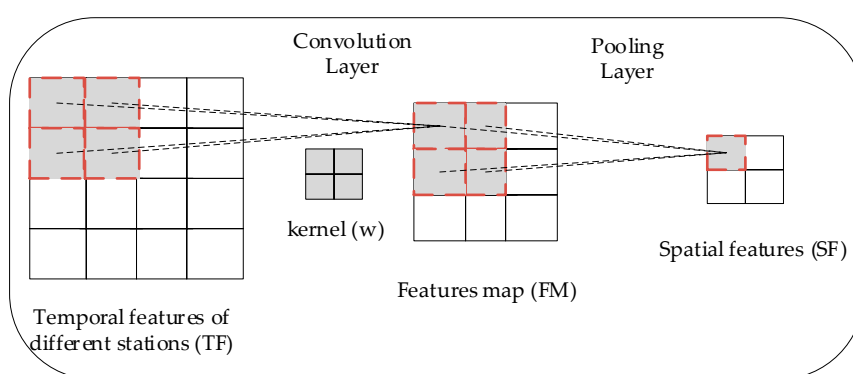 Convolution
Layer
Pooling
Layer
kernel (w)
Spatial features (SF)
Features map (FM)
Temporal features of
different stations (TF)